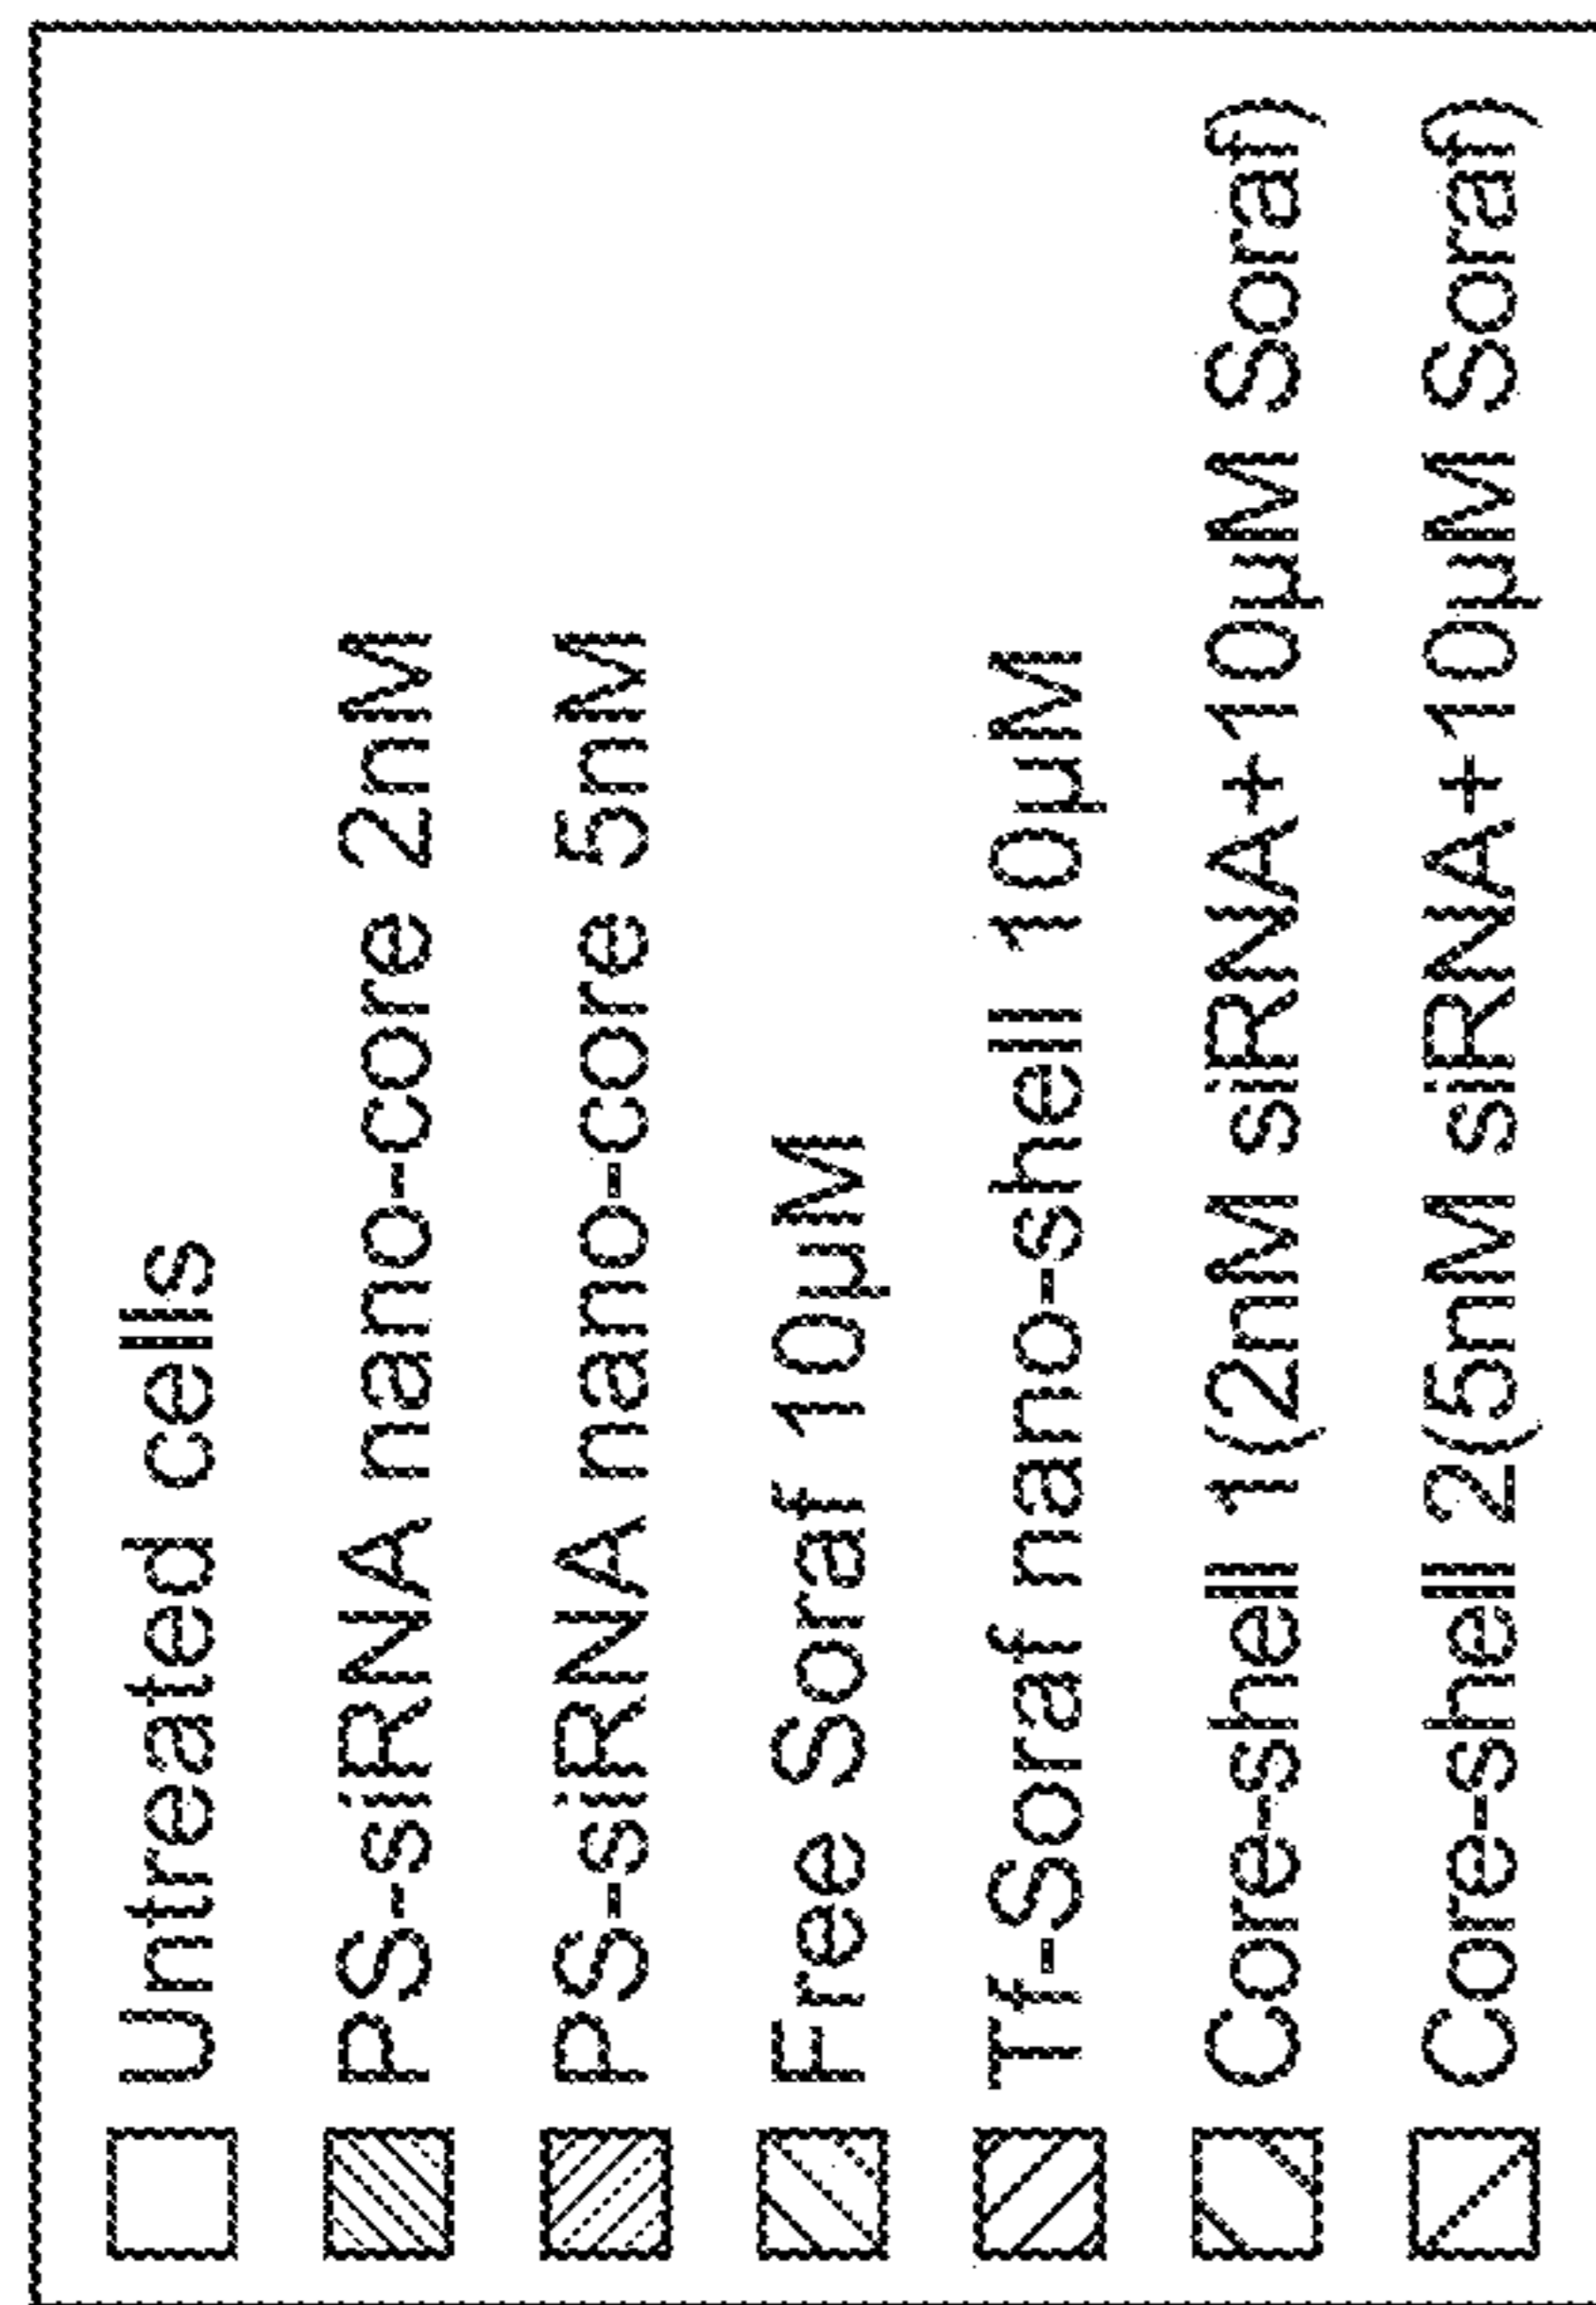 Untreated cells
PS-siRNA nano-core 2nM
PS-siRNA nano-core 5nM
Free Soraf 10µM
Tf-Soraf nano-shell 10µM
Core-shell 1(2nM siRNA+10µM Soraf)
Core-shell 2(5nM siRNA+10µM Soraf)